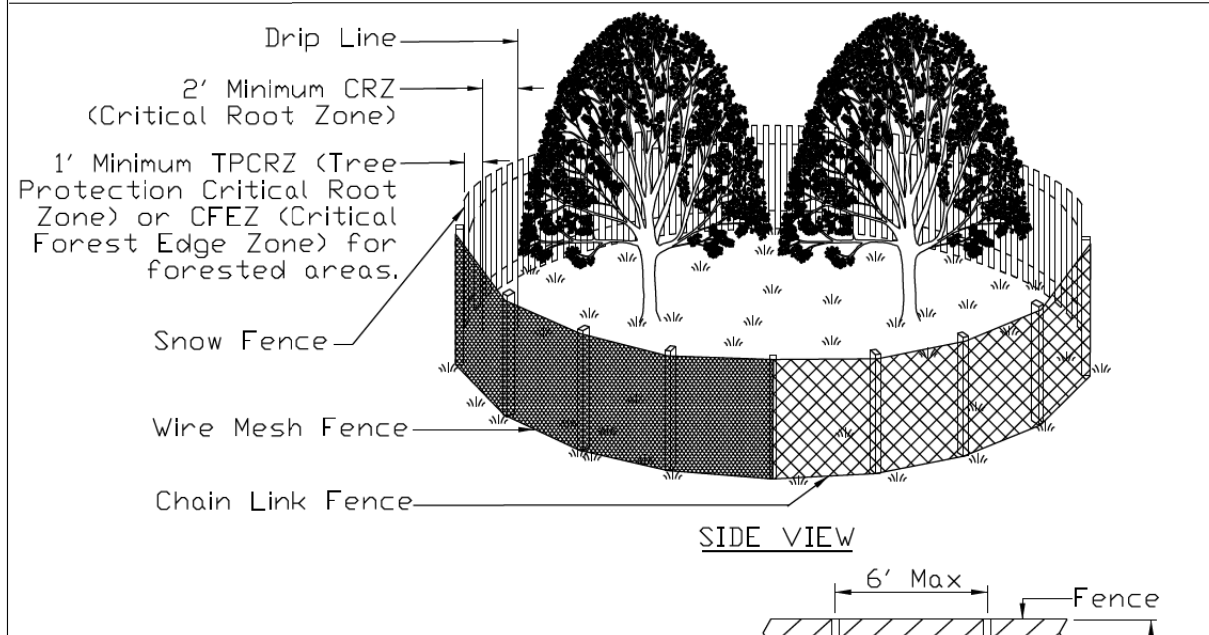 Drip Line
2' Minimum CRZ
(Critical Root Zone)
1' Minimum TPCRZ (Tree
Protection Critical Root
Zone) or CFEZ (Critical
Forest Edge Zone) for
forested areas.
Snow Fence
Wire Mesh Fence
Chain Link Fence
SIDE VIEW
6' Max
Fence